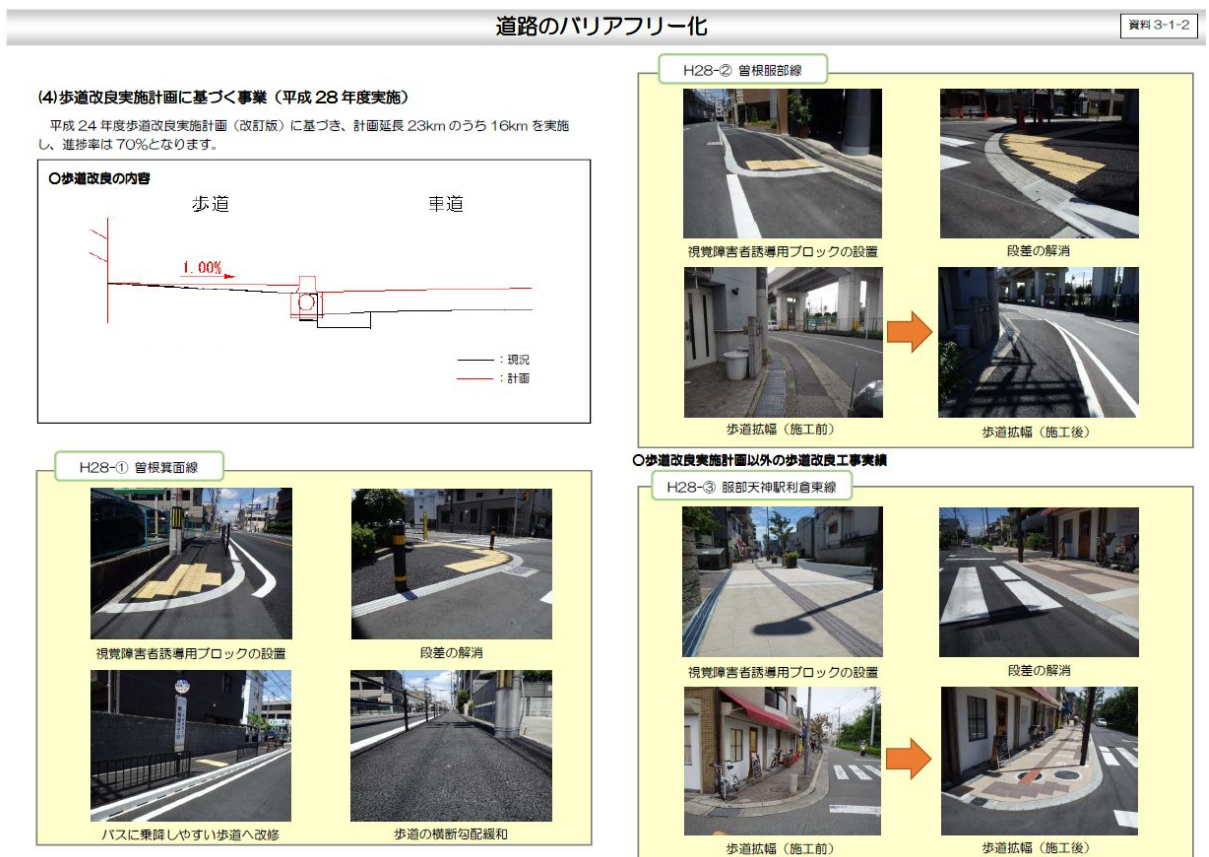 道路のバリアフリー化
資料 3-1-2
(4)歩道改良実施計画に基づく事業（平成 28 年度実施）
平成 24 年度歩道改良実施計画（改訂版）に基づき、計画延長 23km のうち 16km を実施
し、進捗率は 70%となります。
〇歩道改良の内容
歩道
車道
1.00%
：現況
：計画
H28-① 曽根箕面線
視覚障害者誘導用ブロックの設置
段差の解消
バスに乗降しやすい歩道へ改修
歩道の横断勾配緩和
H28-② 曽根服部線
視覚障害者誘導用ブロックの設置
段差の解消
歩道拡幅（施工前）
歩道拡幅（施工後）
〇歩道改良実施計画以外の歩道改良工事実績
H28-③ 服部天神駅利倉東線
視覚障害者誘導用ブロックの設置
段差の解消
歩道拡幅（施工前）
歩道拡幅（施工後）